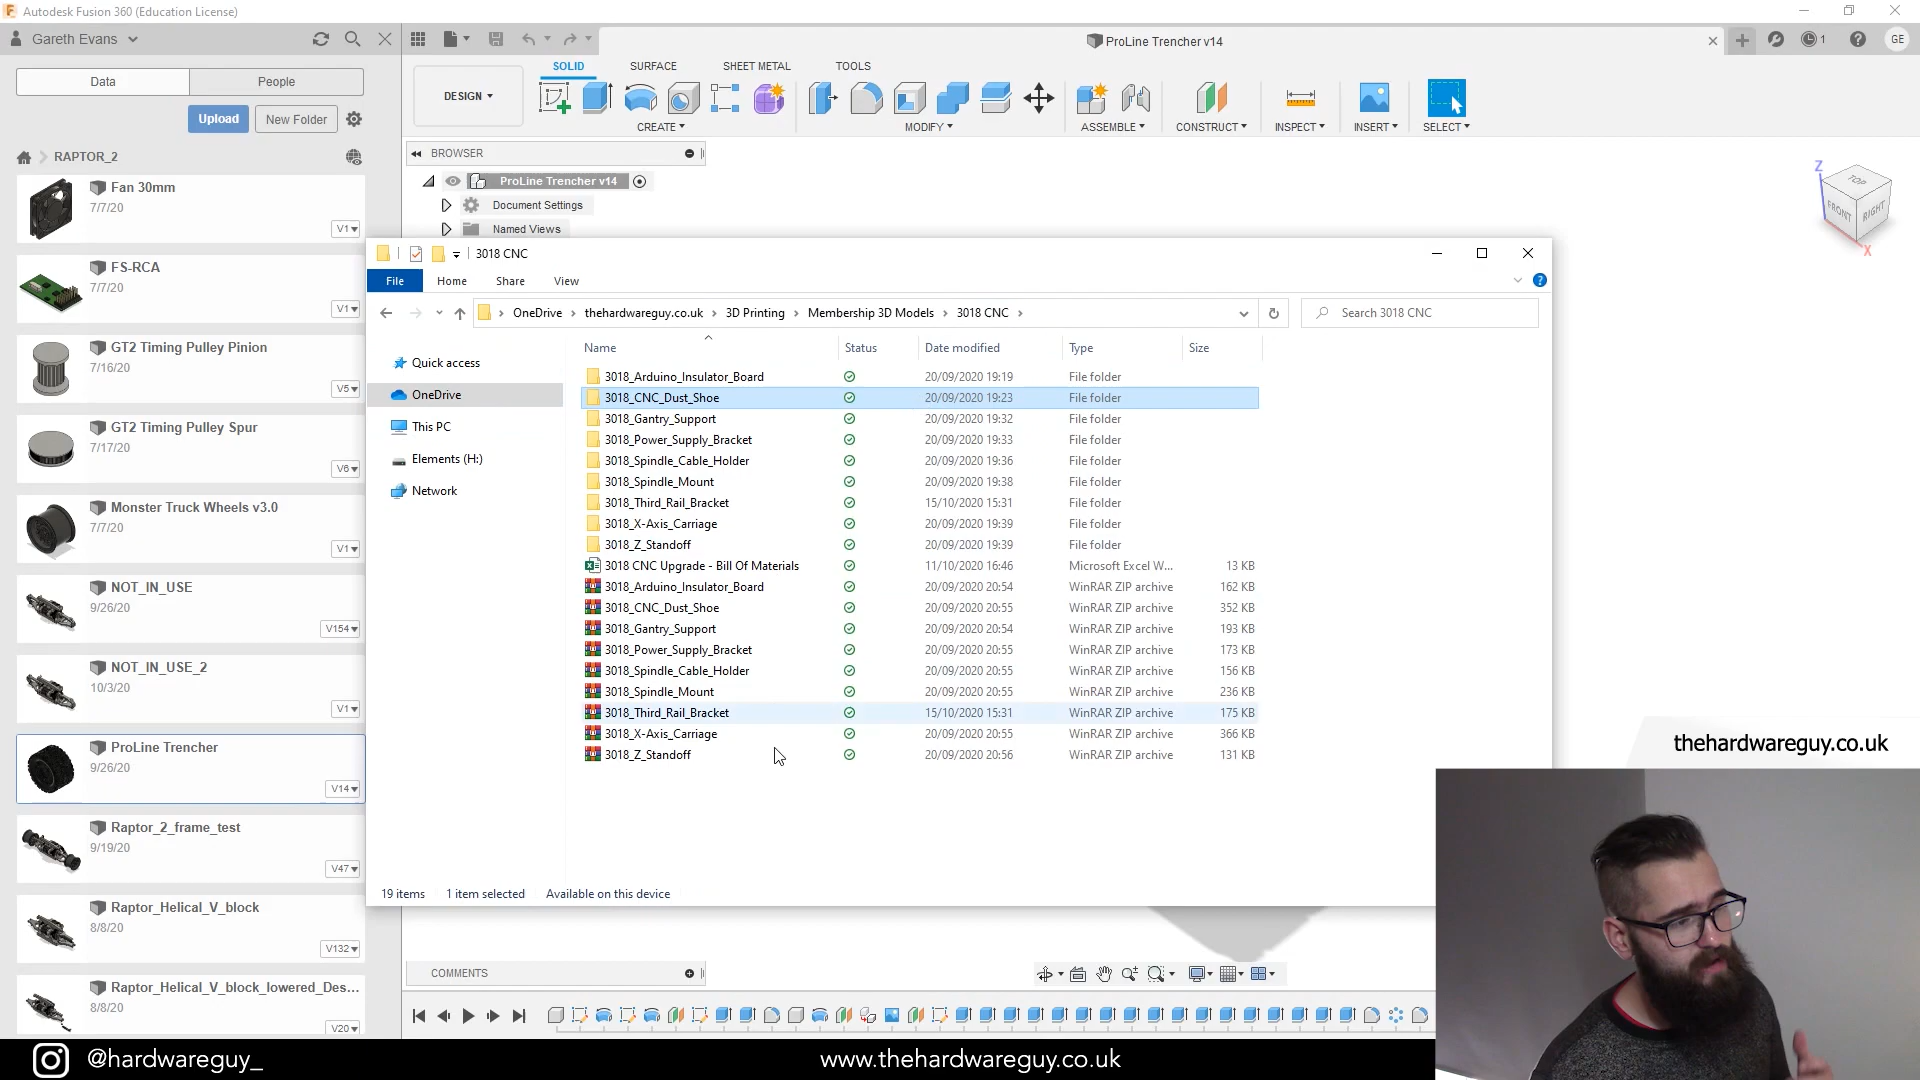 Autodesk Fusion 360 (Education License)
Gareth Evans
ProLine Trencher v14
1
GE
Data
People
SOLID
SURFACE
SHEET METAL
TOOLS
DESIGN
Upload
New Folder
CREATE
MODIFY
ASSEMBLE
CONSTRUCT
INSPECT
INSERT
SELECT
RAPTOR_2
BROWSER
ProLine Trencher v14
Document Settings
Named Views
Z
TOP
FRONT
RIGHT
X
Fan 30mm
7/7/20
V1
FS-RCA
7/7/20
V1
GT2 Timing Pulley Pinion
7/16/20
V5
GT2 Timing Pulley Spur
7/17/20
V6
Monster Truck Wheels v3.0
7/7/20
V1
NOT_IN_USE
9/26/20
V154
NOT_IN_USE_2
10/3/20
V1
ProLine Trencher
9/26/20
V14
Raptor_2_frame_test
9/19/20
V47
Raptor_Helical_V_block
8/8/20
V132
Raptor_Helical_V_block_lowered_Des...
8/8/20
V20
3018 CNC
File Home Share View
OneDrive › thehardwareguy.co.uk › 3D Printing › Membership 3D Models › 3018 CNC ›
Search 3018 CNC
Quick access
OneDrive
This PC
Elements (H:)
Network
Name Status Date modified Type Size
3018_Arduino_Insulator_Board 20/09/2020 19:19 File folder
3018_CNC_Dust_Shoe 20/09/2020 19:23 File folder
3018_Gantry_Support 20/09/2020 19:32 File folder
3018_Power_Supply_Bracket 20/09/2020 19:33 File folder
3018_Spindle_Cable_Holder 20/09/2020 19:36 File folder
3018_Spindle_Mount 20/09/2020 19:38 File folder
3018_Third_Rail_Bracket 15/10/2020 15:31 File folder
3018_X-Axis_Carriage 20/09/2020 19:39 File folder
3018_Z_Standoff 20/09/2020 19:39 File folder
3018 CNC Upgrade - Bill Of Materials 11/10/2020 16:46 Microsoft Excel W... 13 KB
3018_Arduino_Insulator_Board 20/09/2020 20:54 WinRAR ZIP archive 162 KB
3018_CNC_Dust_Shoe 20/09/2020 20:55 WinRAR ZIP archive 352 KB
3018_Gantry_Support 20/09/2020 20:54 WinRAR ZIP archive 193 KB
3018_Power_Supply_Bracket 20/09/2020 20:55 WinRAR ZIP archive 173 KB
3018_Spindle_Cable_Holder 20/09/2020 20:55 WinRAR ZIP archive 156 KB
3018_Spindle_Mount 20/09/2020 20:55 WinRAR ZIP archive 236 KB
3018_Third_Rail_Bracket 15/10/2020 15:31 WinRAR ZIP archive 175 KB
3018_X-Axis_Carriage 20/09/2020 20:55 WinRAR ZIP archive 366 KB
3018_Z_Standoff 20/09/2020 20:56 WinRAR ZIP archive 131 KB
19 items 1 item selected Available on this device
thehardwareguy.co.uk
COMMENTS
@hardwareguy_
www.thehardwareguy.co.uk